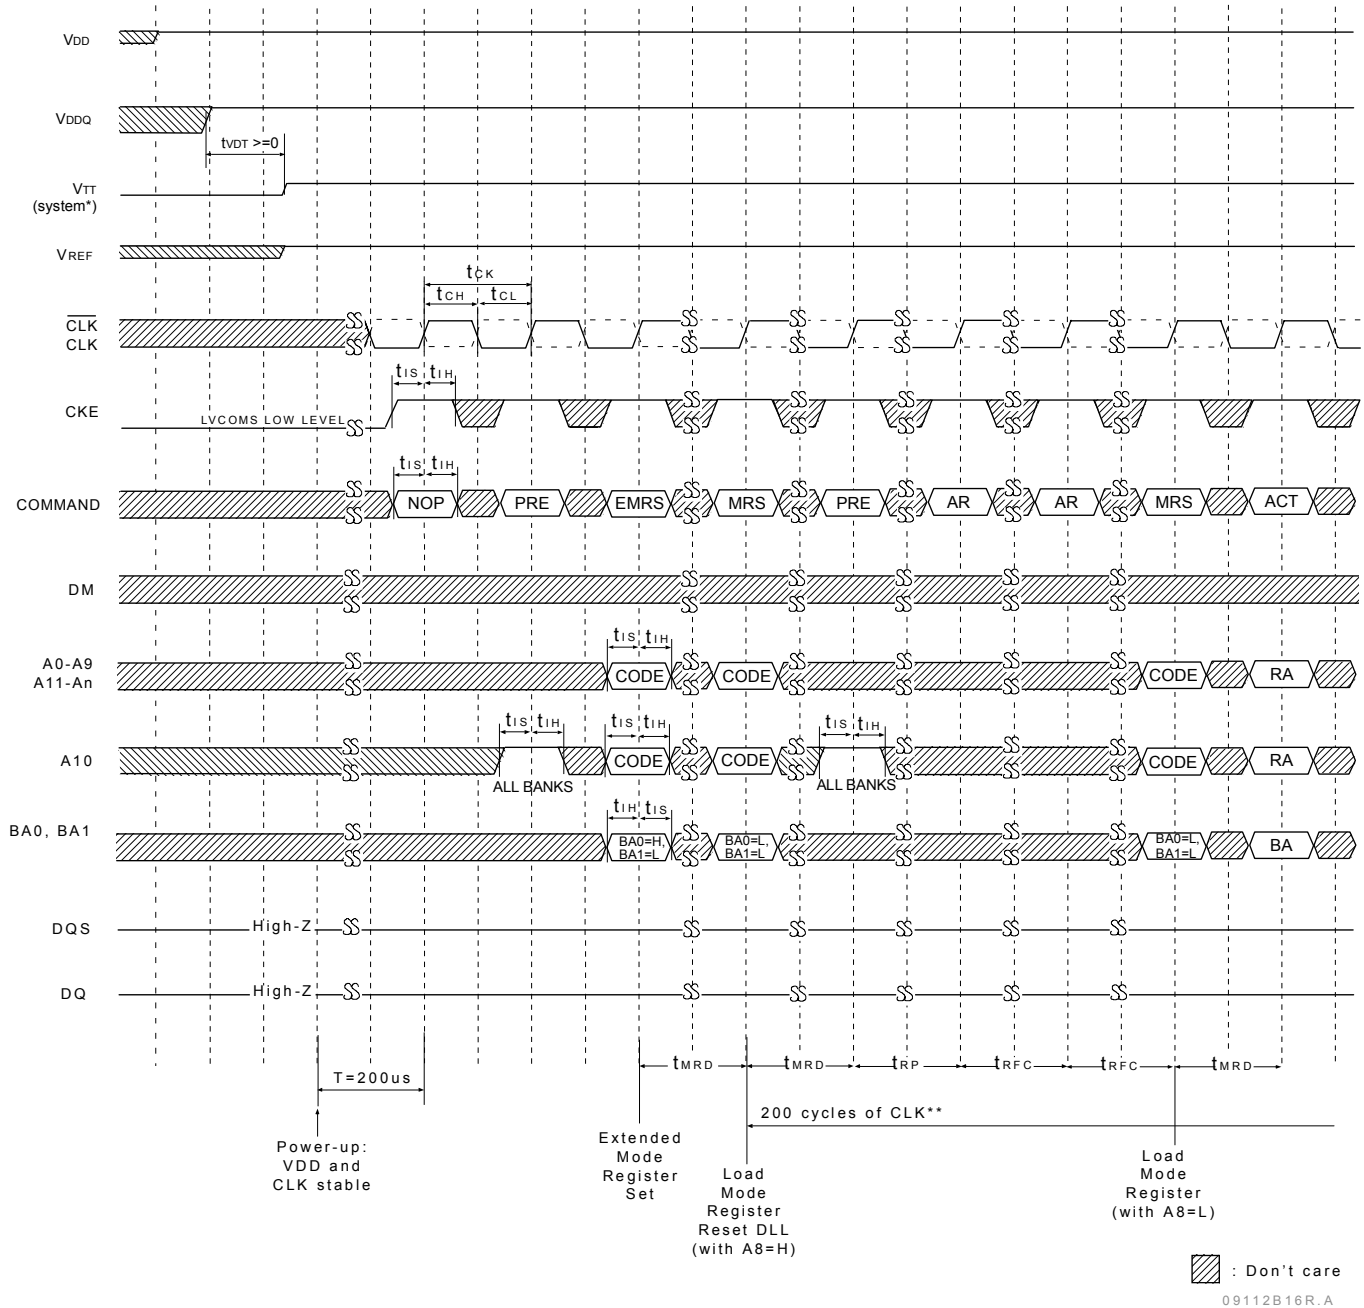 VDD
VDDQ
tVDT >=0
VTT
(system*)
VREF
tCK
tCH tCL
CLK
CLK
tIS tIH
CKE
LVCOMS LOW LEVEL
tIS tIH
COMMAND NOP PRE EMRS MRS PRE AR AR MRS ACT
DM
tIS tIH
A0-A9
A11-An
CODE CODE CODE RA
tIS tIH tIS tIH tIS tIH
A10 CODE CODE CODE RA
ALL BANKS ALL BANKS
tIH tIS
BA0, BA1
BA0=H, BA0=L, BA0=L,
BA1=L BA1=L BA1=L
BA
DQS High-Z
DQ High-Z
tMRD tMRD tRP tRFC tRFC tMRD
T=200us
200 cycles of CLK**
Power-up:
VDD and
CLK stable
Extended
Mode
Register
Set
Load
Mode
Register
Reset DLL
(with A8=H)
Load
Mode
Register
(with A8=L)
: Don't care
09112B16R.A